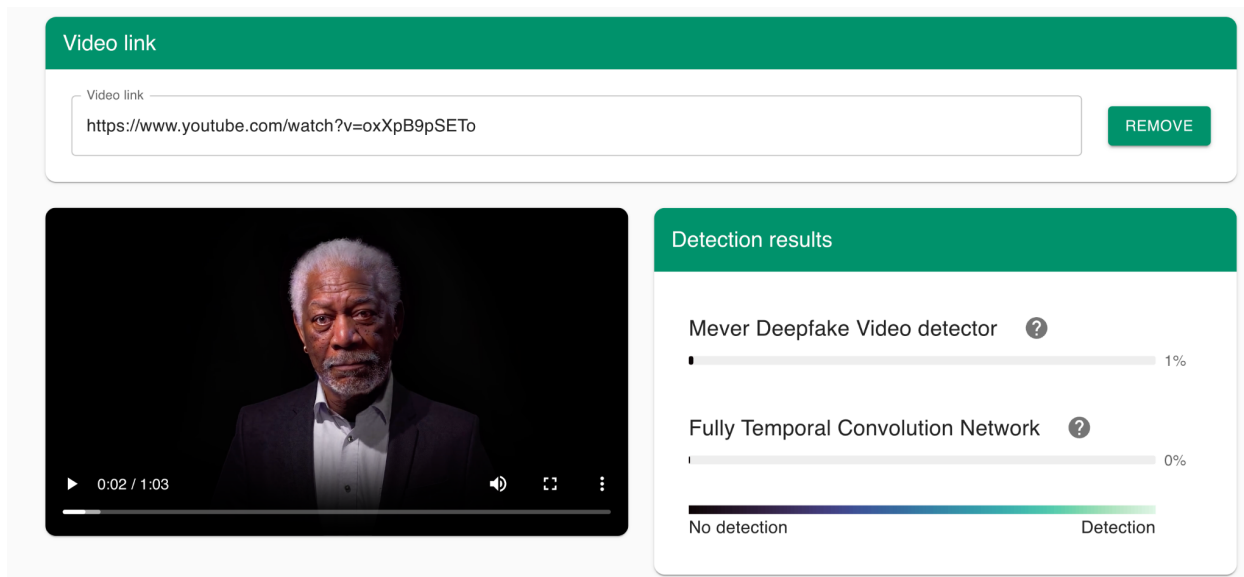 Video link
Video link
https://www.youtube.com/watch?v=oxXpB9pSETo
REMOVE
Detection results
Mever Deepfake Video detector ?
1%
Fully Temporal Convolution Network ?
0%
0:02 / 1:03
No detection Detection